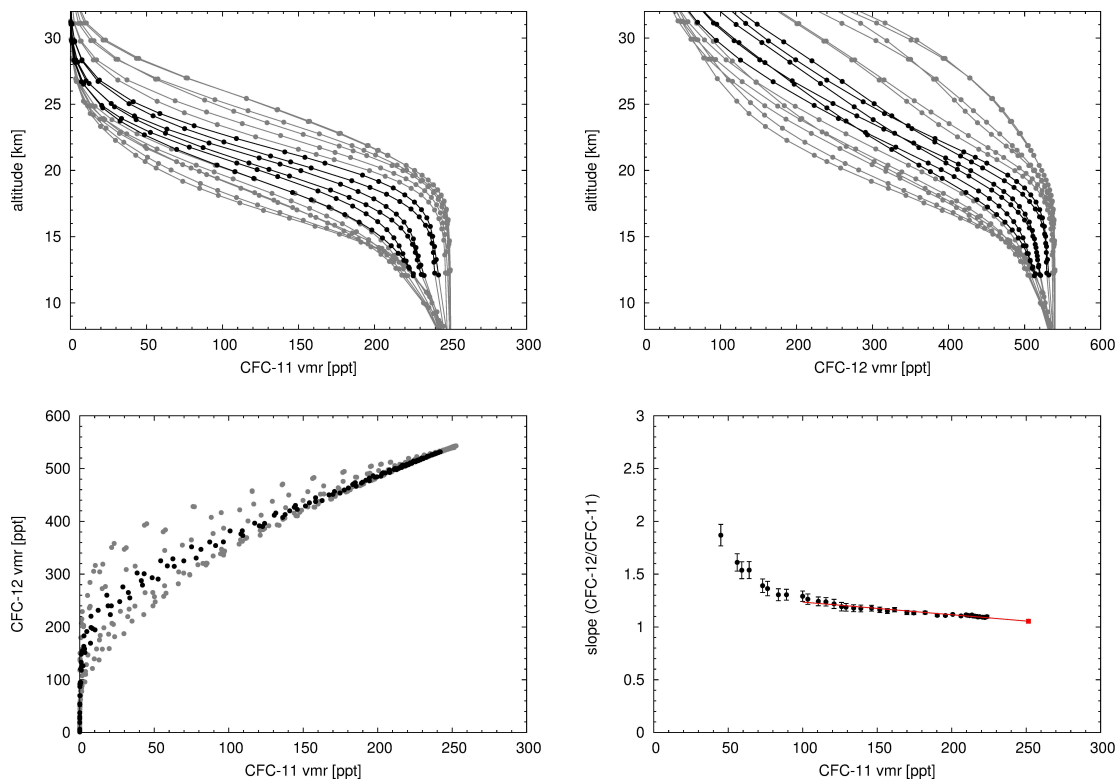 30
25
20
15
10
altitude [km]
0 50 100 150 200 250 300
CFC-11 vmr [ppt]
30
25
20
15
10
altitude [km]
0 100 200 300 400 500 600
CFC-12 vmr [ppt]
600
500
400
300
200
100
0
CFC-12 vmr [ppt]
0 50 100 150 200 250 300
CFC-11 vmr [ppt]
3
2.5
2
1.5
1
0.5
0
slope (CFC-12/CFC-11)
0 50 100 150 200 250 300
CFC-11 vmr [ppt]